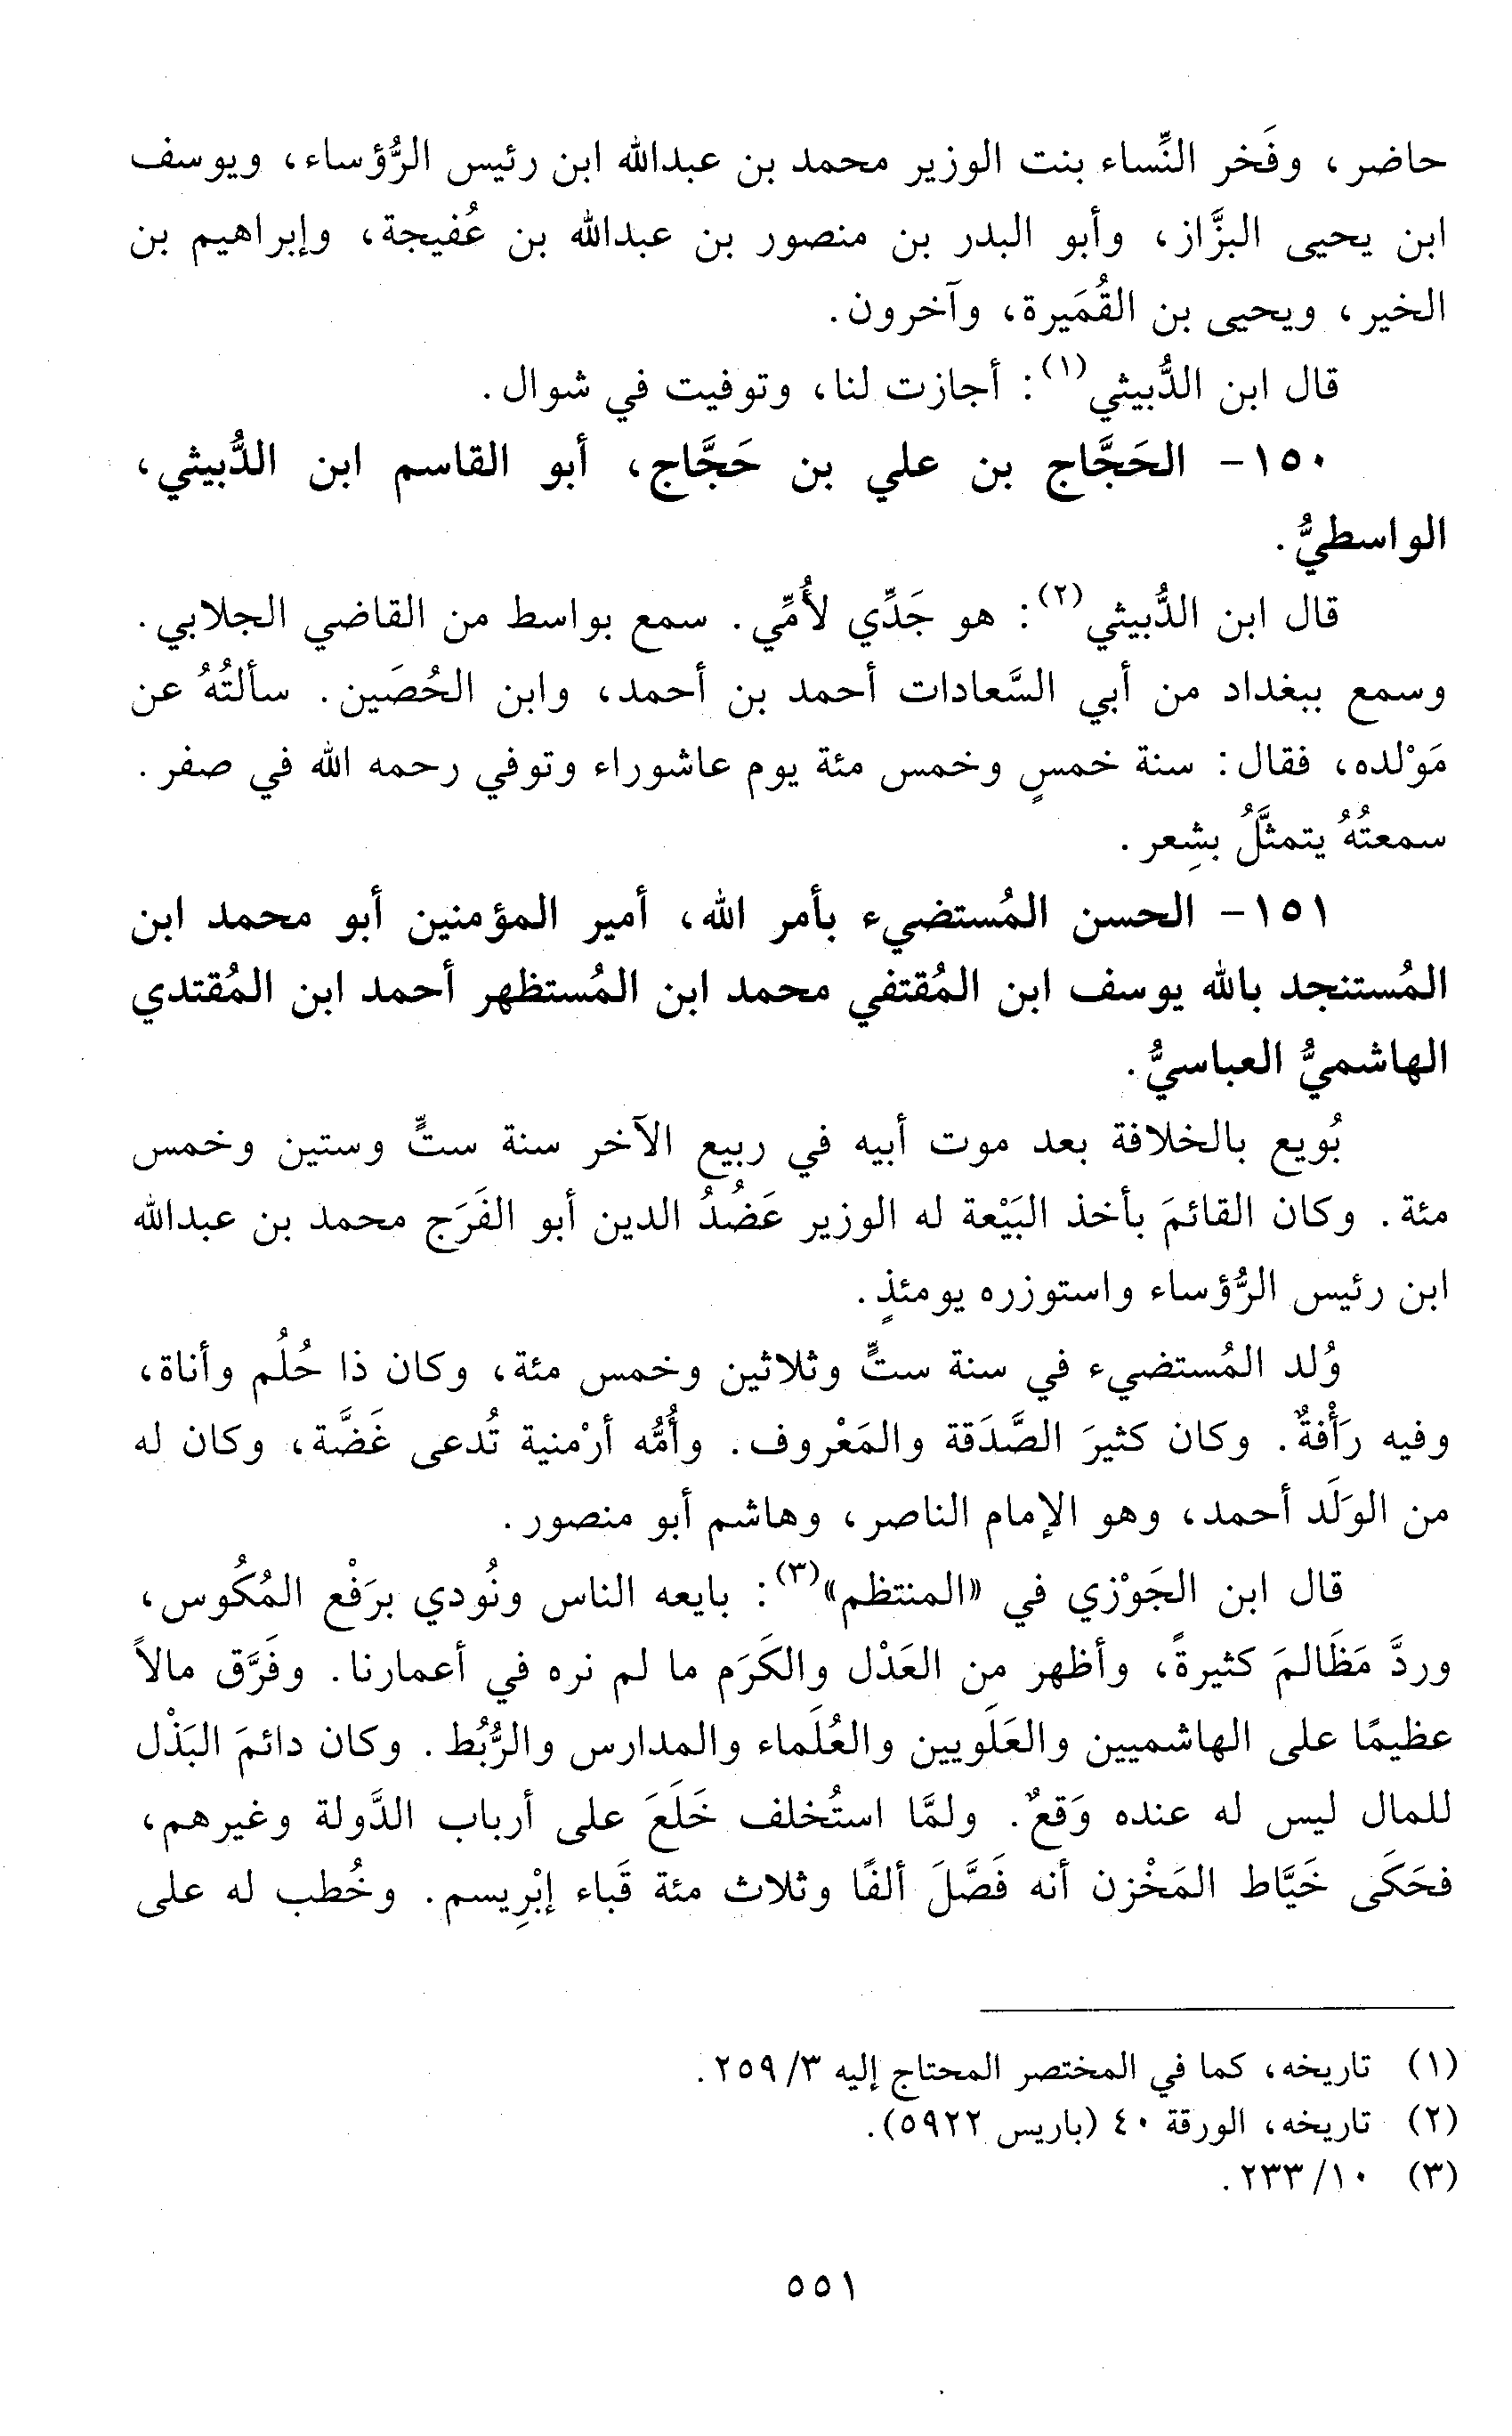 حاضر، وفَخر النِّساء بنت الوزير محمد بن عبدالله ابن رئيس الرُّؤساء، ويوسف
ابن يحيى البزَّاز، وأبو البدر بن منصور بن عبدالله بن عُفيجة، وإبراهيم بن
الخير، ويحيى بن القُمَيرة، وآخرون.
قال ابن الدُّبيثي(١): أجازت لنا، وتوفيت في شوال.
١٥٠- الحَجَّاج بن علي بن حَجَّاج، أبو القاسم ابن الدُّبيثي،
الواسطيُّ.
قال ابن الدُّبيثي(٢): هو جَدِّي لأُمِّي. سمع بواسط من القاضي الجلابي.
وسمع ببغداد من أبي السَّعادات أحمد بن أحمد، وابن الحُصَين. سألتُهُ عن
مَوْلده، فقال: سنة خمسٍ وخمس مئة يوم عاشوراء وتوفي رحمه الله في صفر.
سمعتُهُ يتمثَّلُ بشِعر.
١٥١- الحسن المُستضيء بأمر الله، أمير المؤمنين أبو محمد ابن
المُستنجد بالله يوسف ابن المُقتفي محمد ابن المُستظهر أحمد ابن المُقتدي
الهاشميُّ العباسيُّ.
بُويع بالخلافة بعد موت أبيه في ربيع الآخر سنة ستٍّ وستين وخمس
مئة. وكان القائمَ بأخذ البَيْعة له الوزير عَضُدُ الدين أبو الفَرَج محمد بن عبدالله
ابن رئيس الرُّؤساء واستوزره يومئذٍ.
وُلد المُستضيء في سنة ستٍّ وثلاثين وخمس مئة، وكان ذا حُلُم وأناة،
وفيه رَأْفةٌ. وكان كثيرَ الصَّدَقة والمَعْروف. وأُمُّه أرْمنية تُدعى غَضَّة، وكان له
من الوَلَد أحمد، وهو الإمام الناصر، وهاشم أبو منصور.
قال ابن الجَوْزي في «المنتظم»(٣): بايعه الناس ونُودي برَفْع المُكُوس،
وردَّ مَظَالمَ كثيرةً، وأظهر من العَدْل والكَرَم ما لم نره في أعمارنا. وفَرَّق مالاً
عظيمًا على الهاشميين والعَلَويين والعُلَماء والمدارس والرُّبُط. وكان دائمَ البَذْل
للمال ليس له عنده وَقعٌ. ولمَّا استُخلف خَلَعَ على أرباب الدَّولة وغيرهم،
فحَكَى خَيَّاط المَخْزن أنه فَصَّلَ ألفًا وثلاث مئة قَباء إبْرِيسم. وخُطب له على
(١) تاريخه، كما في المختصر المحتاج إليه ٣/ ٢٥٩.
(٢) تاريخه، الورقة ٤٠ (باريس ٥٩٢٢).
(٣) ١٠/ ٢٣٣.
٥٥١